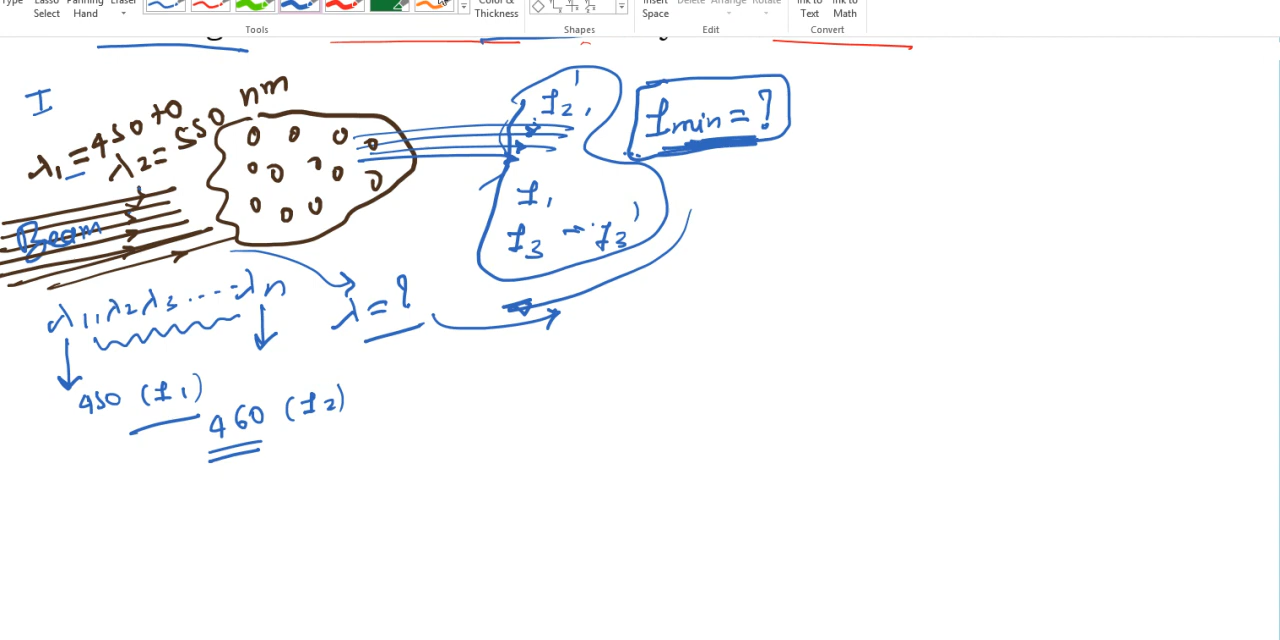 Type Lasso Select Panning Hand Eraser Color & Thickness Insert Space Delete Arrange Rotate Ink to Text Ink to Math
Tools Shapes Edit Convert
I
λ1 = 450 to
λ2 = 550 nm
Beam
I2'
Imin = ?
I1
I3 - I3'
λ1, λ2 λ3 ....- λn
λ = ?
450 (I1)
460 (I2)